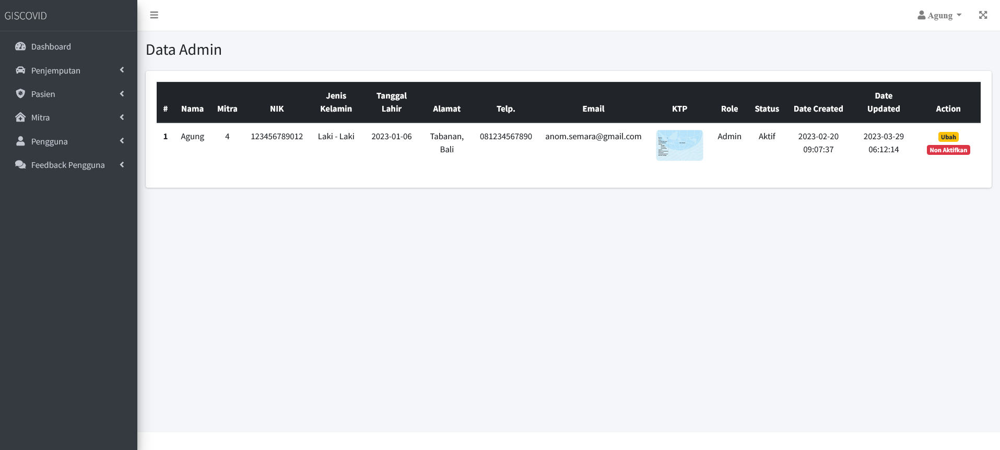 GISCOVID
Agung
Dashboard
Penjemputan
Pasien
Mitra
Pengguna
Feedback Pengguna
Data Admin
# Nama Mitra NIK Jenis Kelamin Tanggal Lahir Alamat Telp. Email KTP Role Status Date Created Date Updated Action
1 Agung 4 123456789012 Laki - Laki 2023-01-06 Tabanan, 081234567890 anom.semara@gmail.com Admin Aktif 2023-02-20 2023-03-29 Ubah
Bali 09:07:37 06:12:14 Non Aktifkan